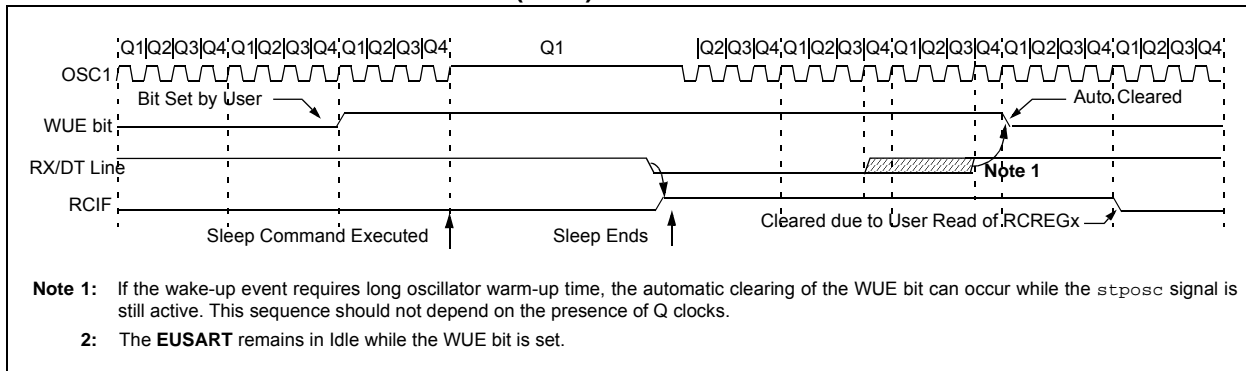 Q1|Q2|Q3|Q4|Q1|Q2|Q3|Q4|Q1|Q2|Q3|Q4 Q1 |Q2|Q3|Q4|Q1|Q2|Q3|Q4|Q1|Q2|Q3|Q4|Q1|Q2|Q3|Q4|Q1|Q2|Q3|Q4
OSC1
Bit Set by User Auto Cleared
WUE bit
RX/DT Line
Note 1
RCIF
Cleared due to User Read of RCREGx
Sleep Command Executed Sleep Ends
Note 1: If the wake-up event requires long oscillator warm-up time, the automatic clearing of the WUE bit can occur while the stposc signal is
still active. This sequence should not depend on the presence of Q clocks.
2: The EUSART remains in Idle while the WUE bit is set.